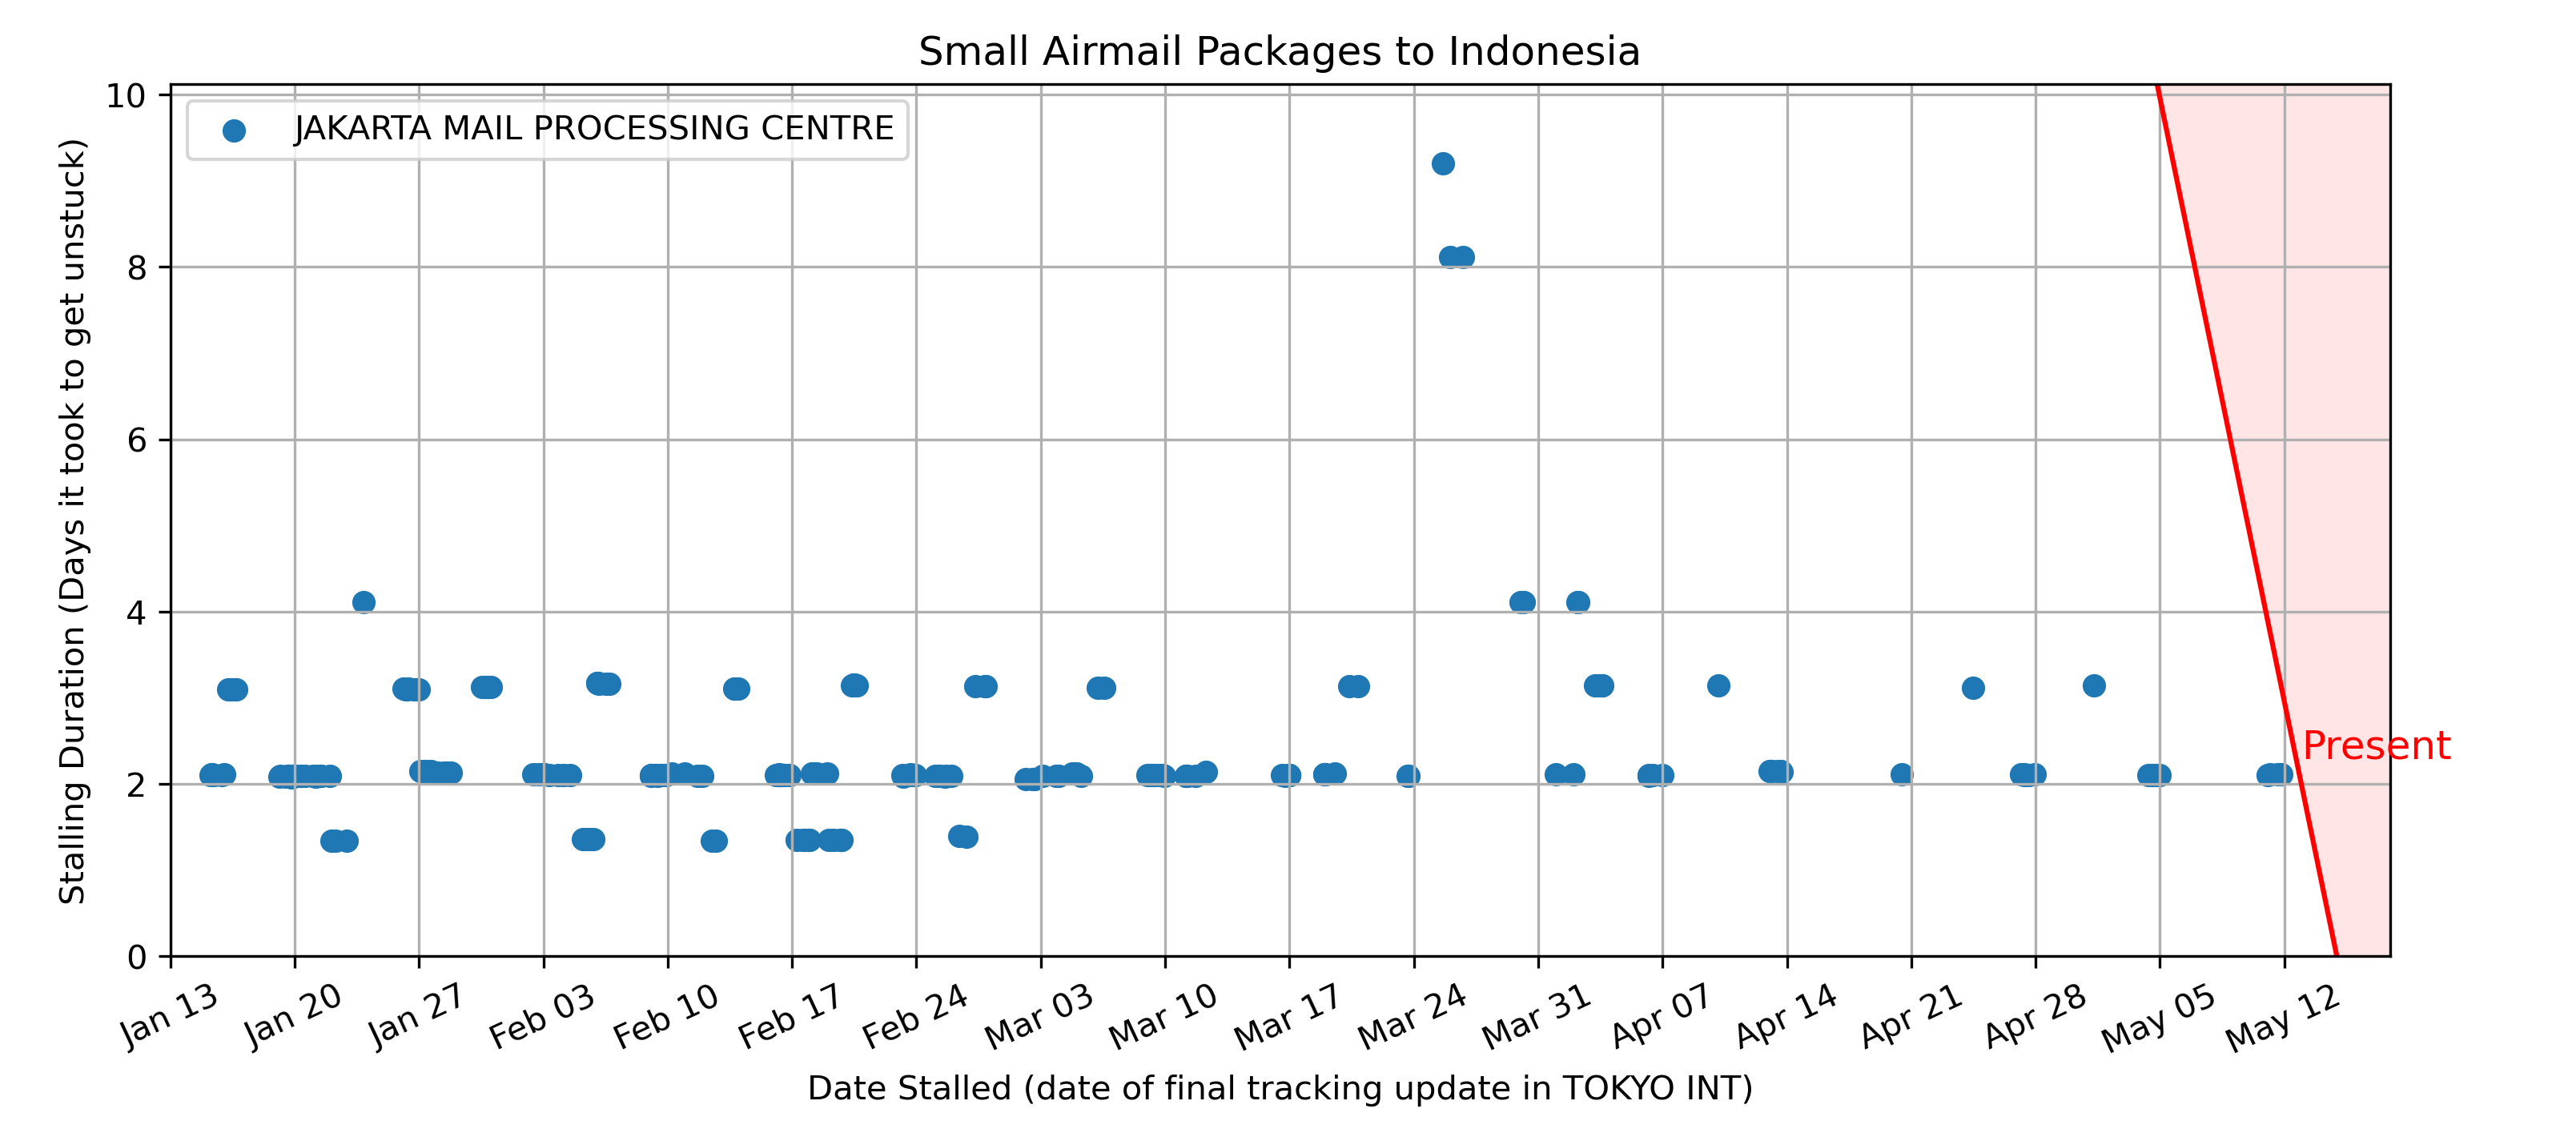 Small Airmail Packages to Indonesia
10
JAKARTA MAIL PROCESSING CENTRE
8
6
4
2
0
Stalling Duration (Days it took to get unstuck)
Present
Jan 13
Jan 20
Jan 27
Feb 03
Feb 10
Feb 17
Feb 24
Mar 03
Mar 10
Mar 17
Mar 24
Mar 31
Apr 07
Apr 14
Apr 21
Apr 28
May 05
May 12
Date Stalled (date of final tracking update in TOKYO INT)